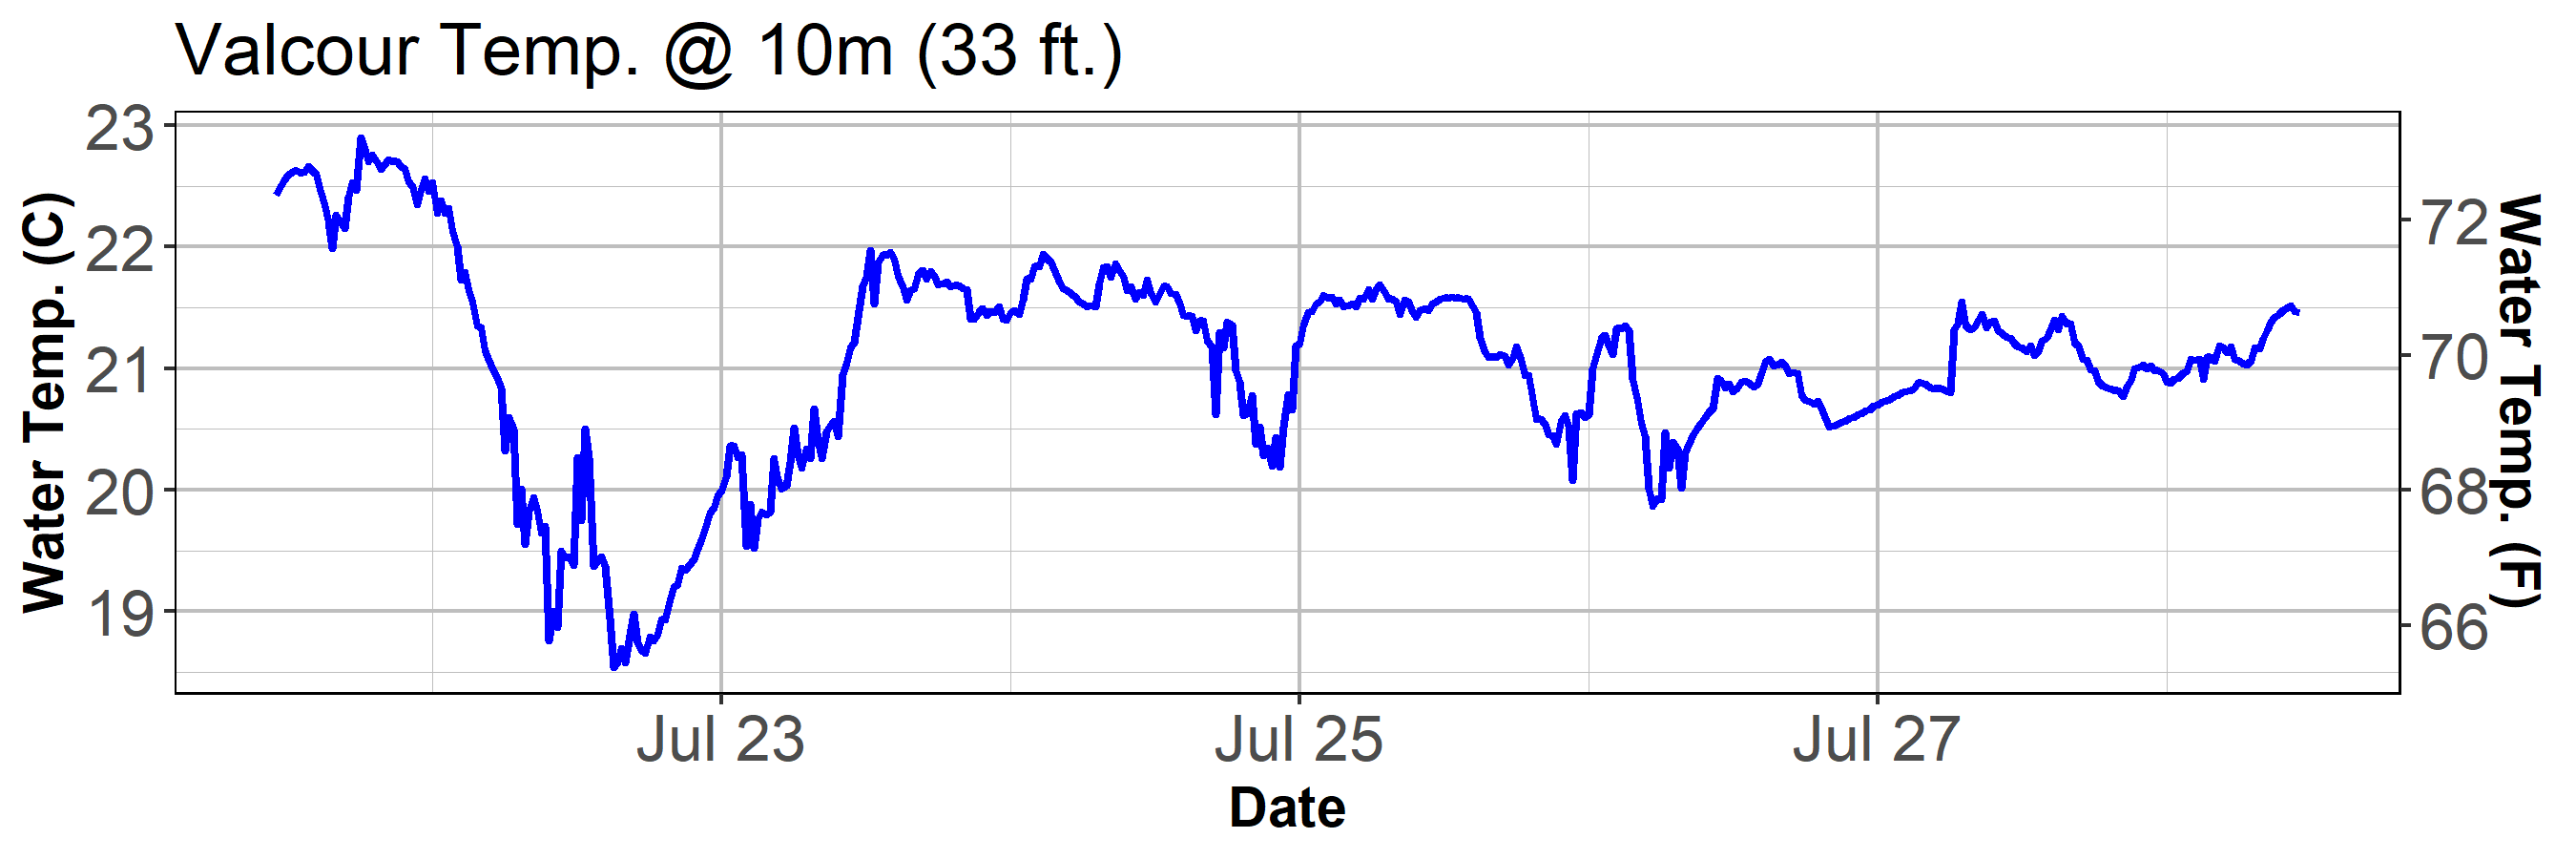 Valcour Temp. @ 10m (33 ft.)
Water Temp. (C)
23
22
21
20
19
72
70
68
66
Water Temp. (F)
Jul 23 Jul 25 Jul 27
Date